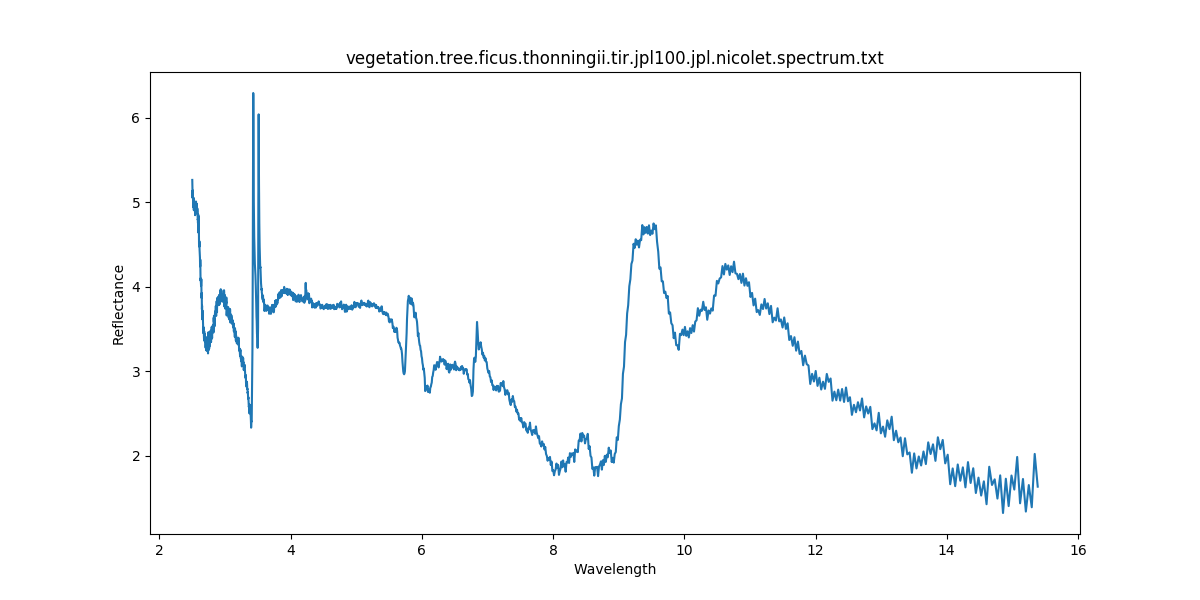 vegetation.tree.ficus.thonningii.tir.jpl100.jpl.nicolet.spectrum.txt
6
5
4
3
2
Reflectance
2 4 6 8 10 12 14 16
Wavelength